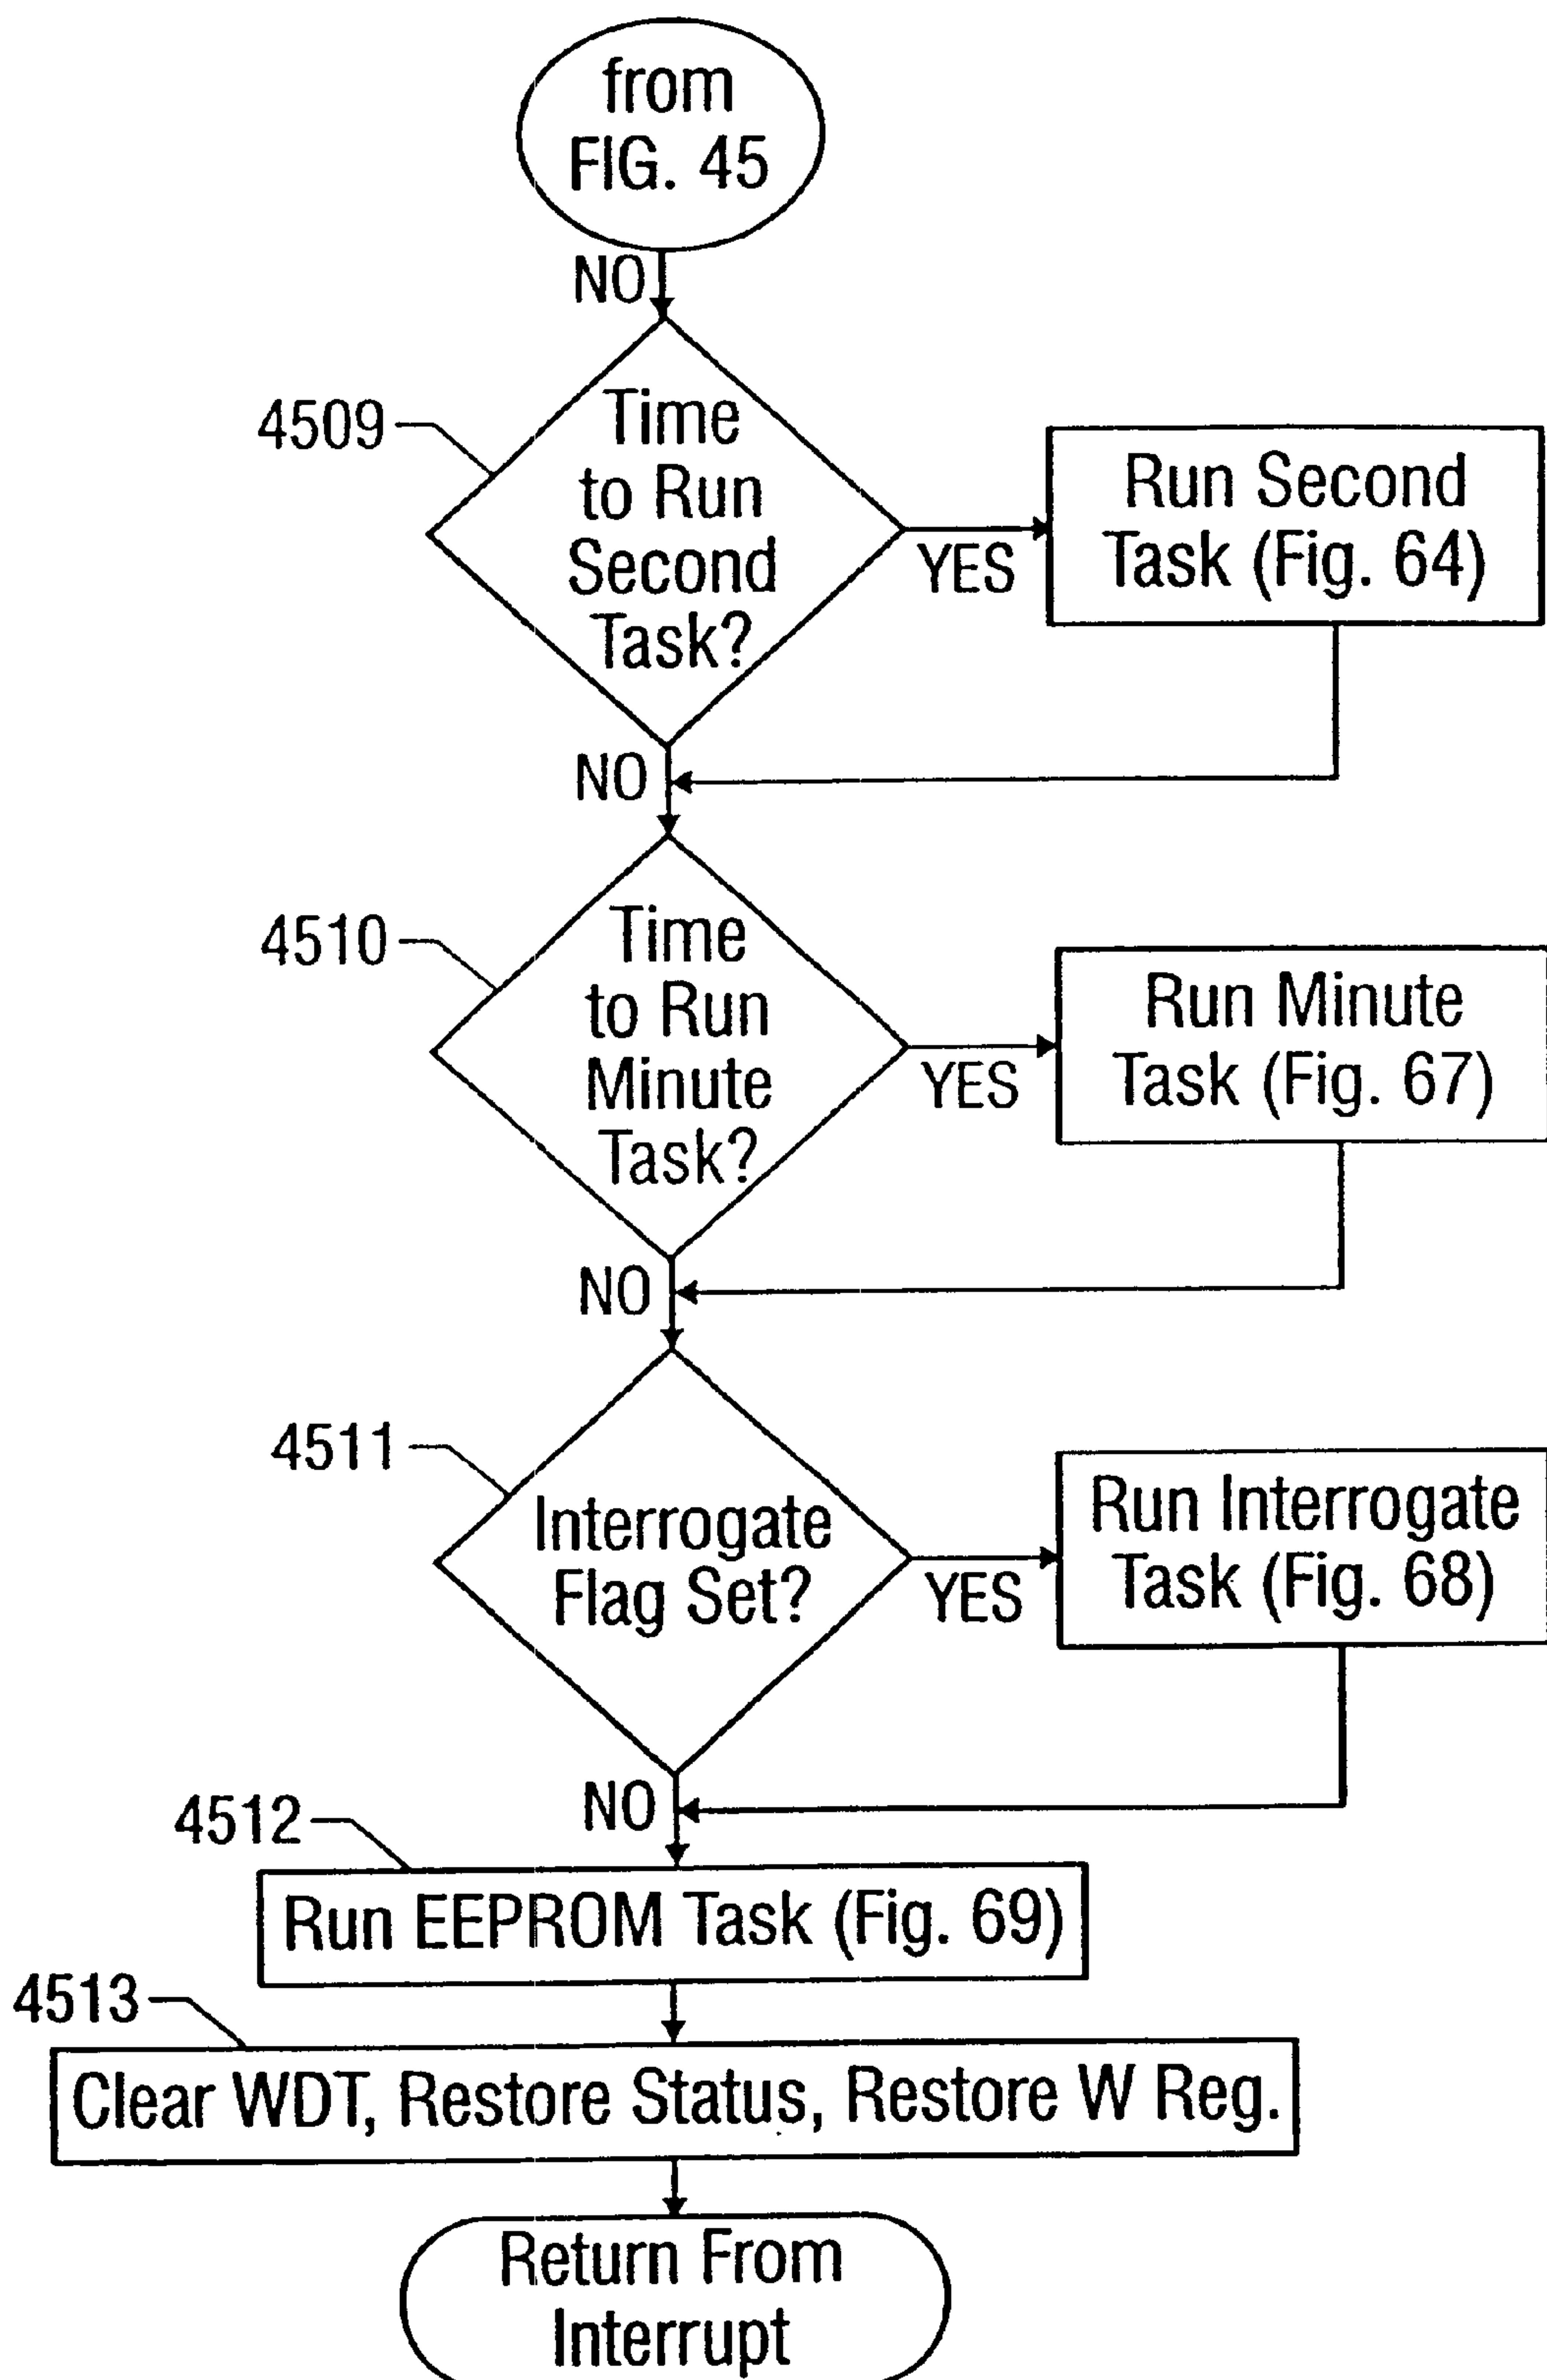 from
FIG. 45
NO
4509
Time
to Run
Second
Task?
YES
Run Second
Task (Fig. 64)
NO
4510
Time
to Run
Minute
Task?
YES
Run Minute
Task (Fig. 67)
NO
4511
Interrogate
Flag Set?
YES
Run Interrogate
Task (Fig. 68)
NO
4512
Run EEPROM Task (Fig. 69)
4513
Clear WDT, Restore Status, Restore W Reg.
Return From
Interrupt